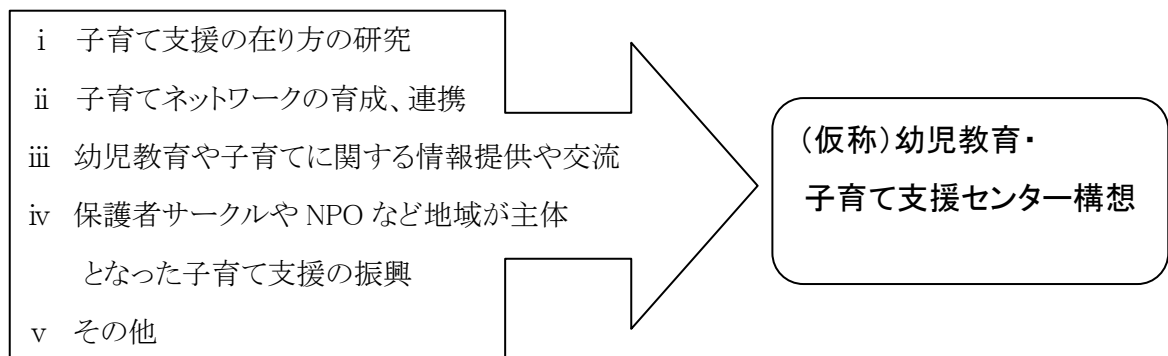 ⅰ 子育て支援の在り方の研究
ⅱ 子育てネットワークの育成、連携
ⅲ 幼児教育や子育てに関する情報提供や交流
ⅳ 保護者サークルや NPO など地域が主体
となった子育て支援の振興
ⅴ その他
(仮称)幼児教育・
子育て支援センター構想